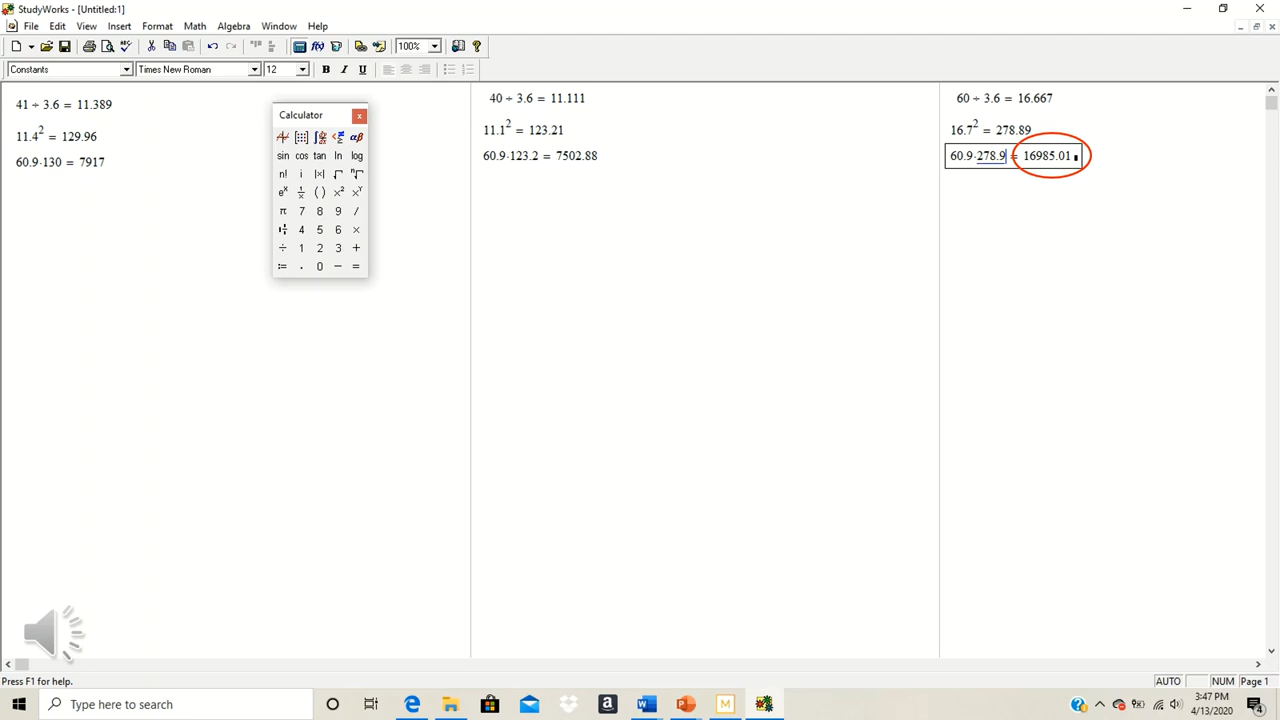 StudyWorks - [Untitled:1]
File Edit View Insert Format Math Algebra Window Help
100%
Constants Times New Roman 12 B I U
41 ÷ 3.6 = 11.389
11.4² = 129.96
60.9·130 = 7917
Calculator x
sin cos tan ln log
n! i |×| √ ⁿ√
eˣ 1/x ( ) x² xʸ
π 7 8 9 /
4 5 6 ×
÷ 1 2 3 +
:= . 0 − =
40 ÷ 3.6 = 11.111
11.1² = 123.21
60.9·123.2 = 7502.88
60 ÷ 3.6 = 16.667
16.7² = 278.89
60.9·278.9 = 16985.01
Press F1 for help.
AUTO NUM Page 1
Type here to search
3:47 PM
4/13/2020
4